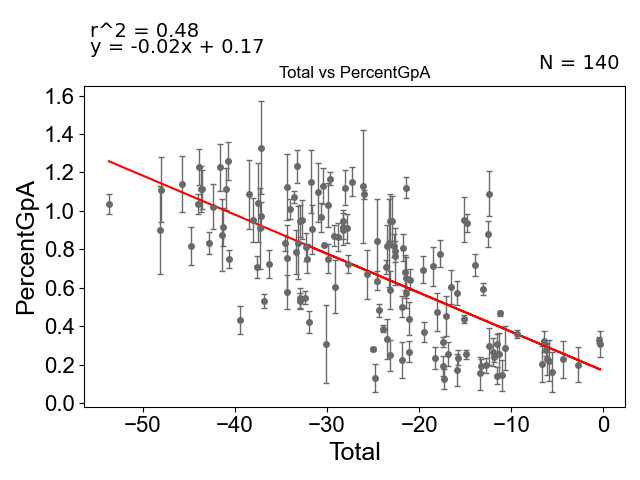 r^2 = 0.48
y = -0.02x + 0.17
N = 140
Total vs PercentGpA
1.6
1.4
1.2
1.0
0.8
0.6
0.4
0.2
0.0
PercentGpA
−50 −40 −30 −20 −10 0
Total